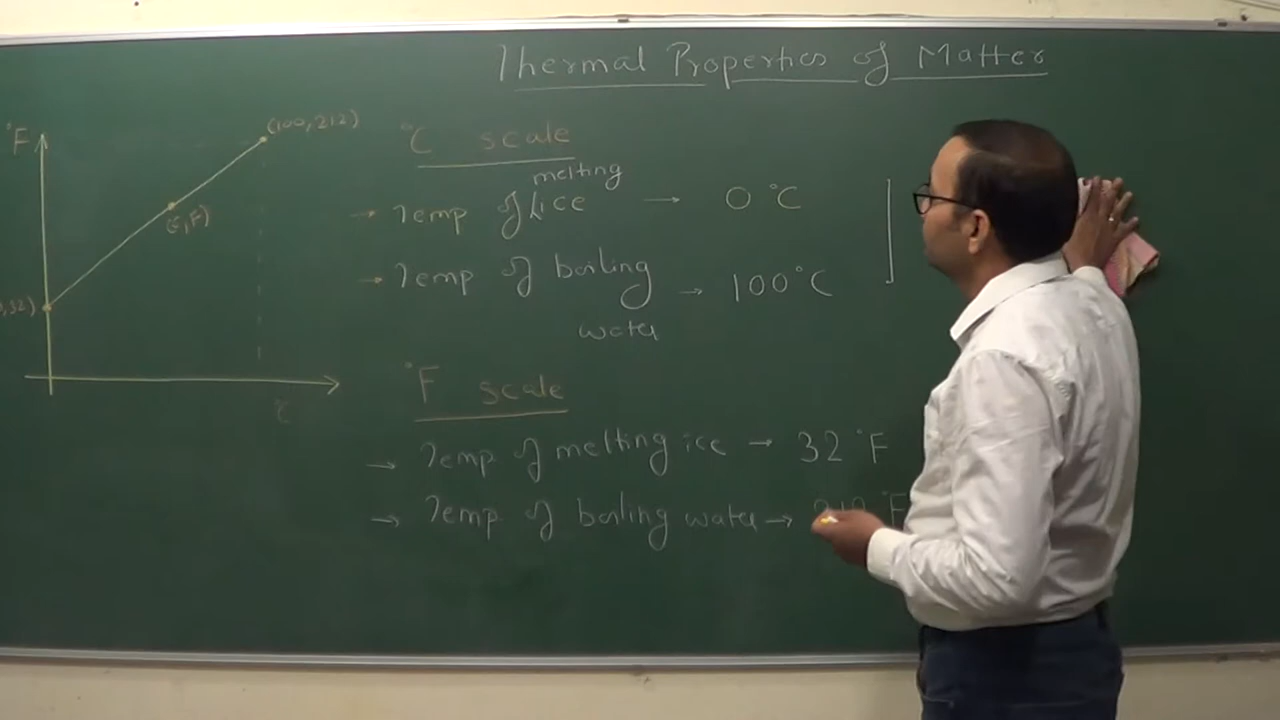 Thermal Properties of Matter
°F
(100, 212)
(C, F)
, 32)
°C
°C scale
→ Temp of melting ice → 0 °C
→ Temp of boiling → 100 °C
water
°F scale
→ Temp of melting ice → 32 °F
→ Temp of boiling water → °F